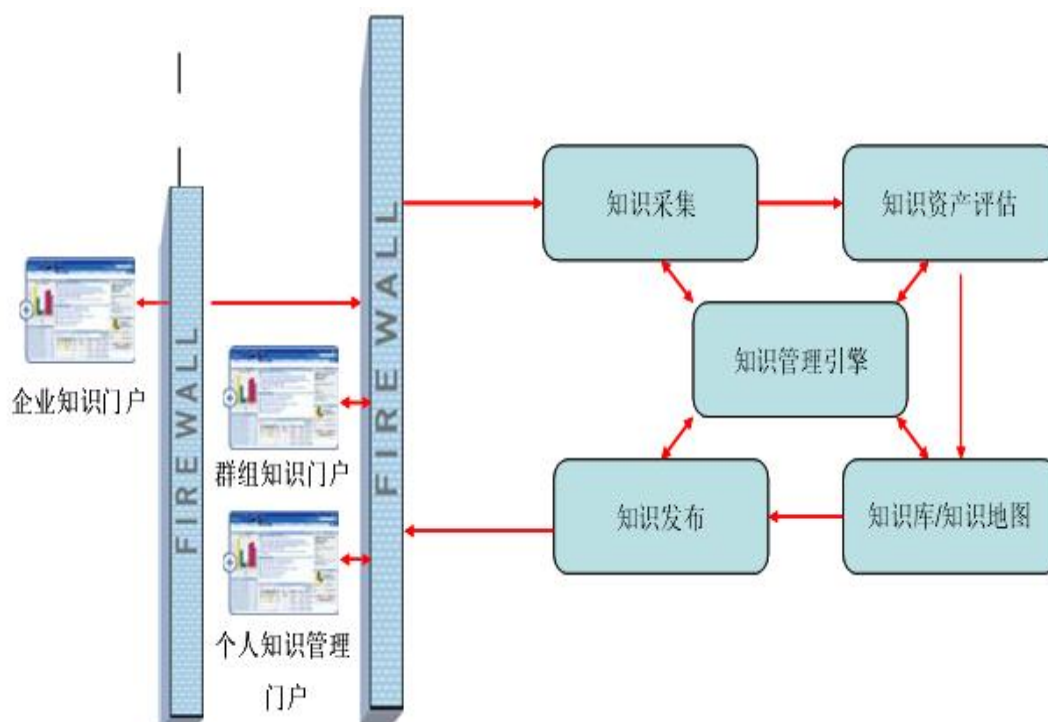 企业知识门户
FIREWALL
群组知识门户
个人知识管理
门户
FIREWALL
知识采集
知识资产评估
知识管理引擎
知识发布
知识库/知识地图